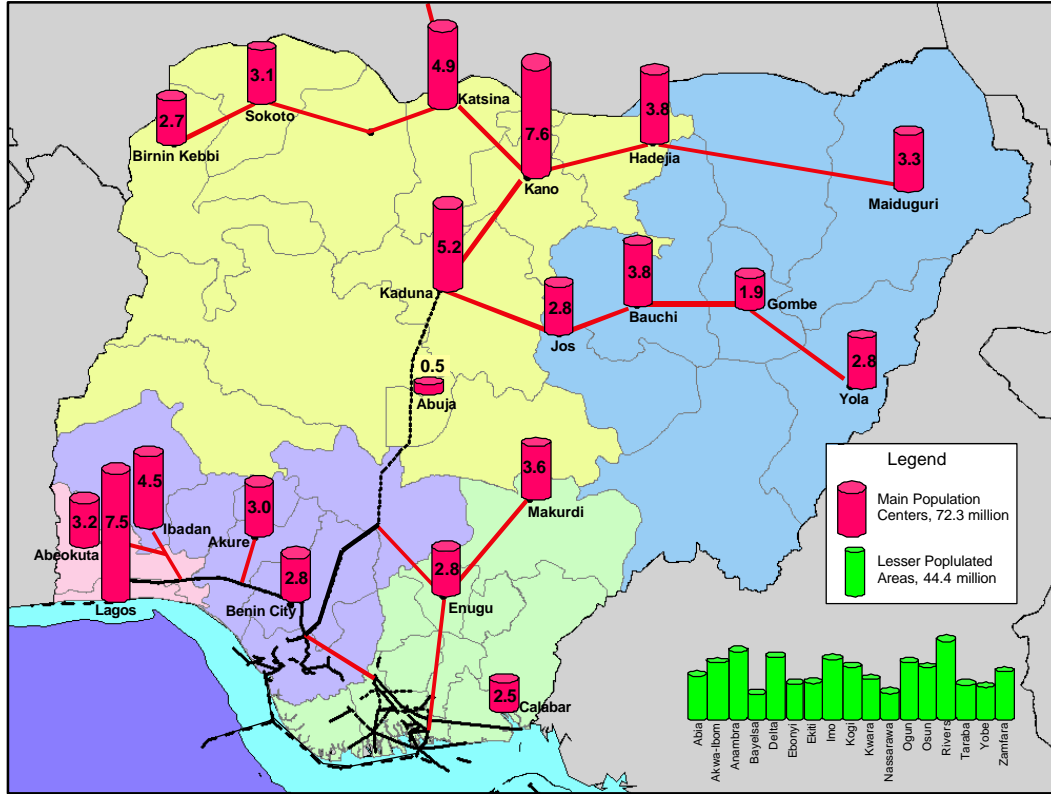 4.9
3.1
Katsina
3.8
Sokoto
2.7
7.6
3.3
Birnin Kebbi
Hadejia
Kano
Maiduguri
5.2
3.8
Kaduna
2.8
1.9
Gombe
Bauchi
Jos
0.5
2.8
Abuja
Yola
Legend
Main Population
Centers, 72.3 million
Lesser Poplulated
Areas, 44.4 million
3.6
Makurdi
4.5
3.0
3.2
7.5
Ibadan
Akure
Abeokuta
2.8
2.8
Lagos
Benin City
Enugu
2.5
Calabar
Abia
Akwa-Ibom
Anambra
Bayelsa
Delta
Ebonyi
Ekiti
Imo
Kogi
Kwara
Nassarawa
Ogun
Osun
Rivers
Taraba
Yobe
Zamfara